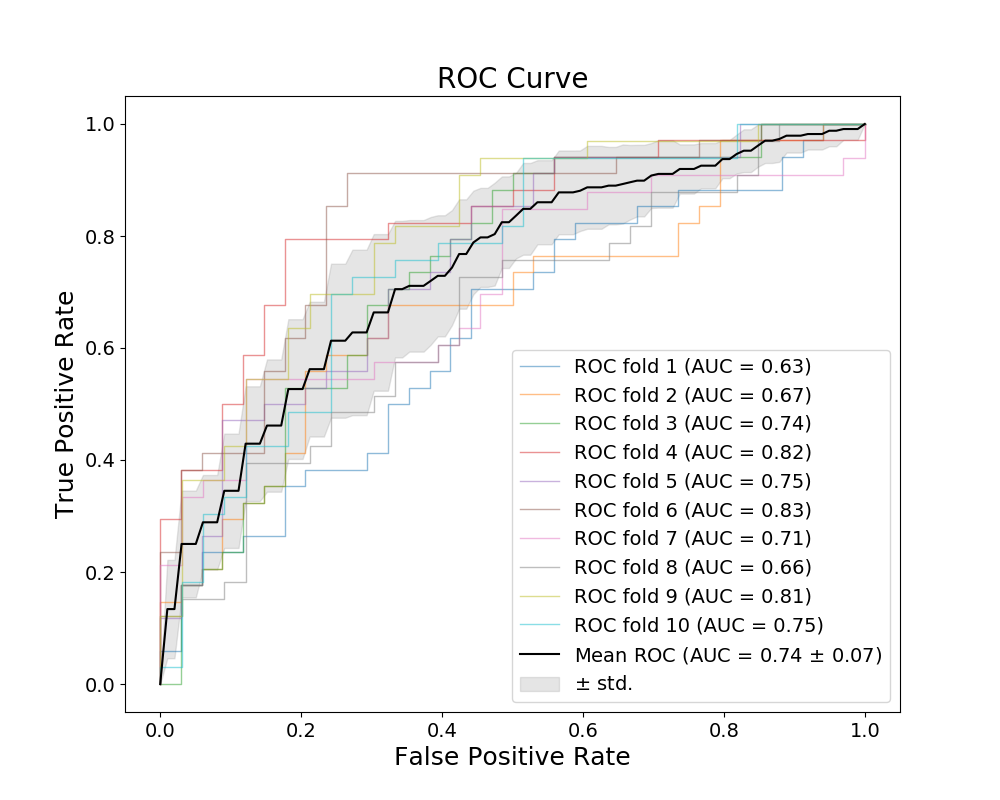 ROC Curve
True Positive Rate
1.0
0.8
0.6
0.4
0.2
0.0
ROC fold 1 (AUC = 0.63)
ROC fold 2 (AUC = 0.67)
ROC fold 3 (AUC = 0.74)
ROC fold 4 (AUC = 0.82)
ROC fold 5 (AUC = 0.75)
ROC fold 6 (AUC = 0.83)
ROC fold 7 (AUC = 0.71)
ROC fold 8 (AUC = 0.66)
ROC fold 9 (AUC = 0.81)
ROC fold 10 (AUC = 0.75)
Mean ROC (AUC = 0.74 ± 0.07)
± std.
0.0 0.2 0.4 0.6 0.8 1.0
False Positive Rate